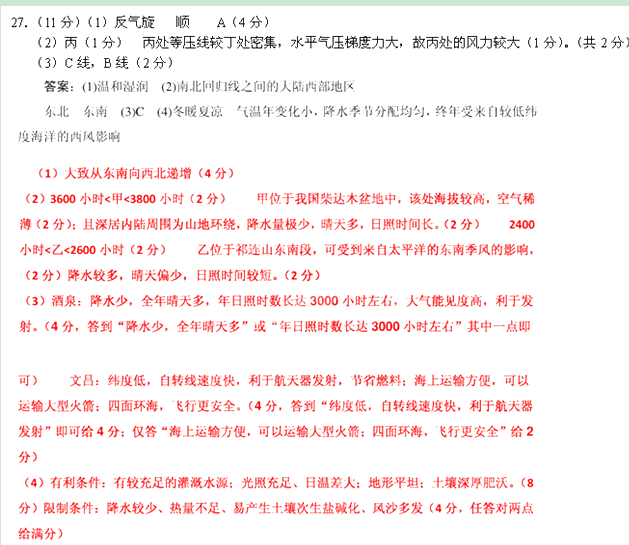 27.（11 分）（1）反气旋　顺　A（4 分）
（2）丙（1 分）　丙处等压线较丁处密集，水平气压梯度力大，故丙处的风力较大（1 分）。（共 2 分）
（3）C 线，B 线（2 分）
答案：(1)温和湿润　(2)南北回归线之间的大陆西部地区
东北　东南　(3)C　(4)冬暖夏凉　气温年变化小，降水季节分配均匀，终年受来自较低纬
度海洋的西风影响
（1）大致从东南向西北递增（4 分）
（2）3600 小时<甲<3800 小时（2 分）　甲位于我国柴达木盆地中，该处海拔较高，空气稀
薄（2 分）；且深居内陆周围为山地环绕，降水量极少，晴天多，日照时间长。（2 分）　2400
小时<乙<2600 小时（2 分）　乙位于祁连山东南段，可受到来自太平洋的东南季风的影响，
（2 分）降水较多，晴天偏少，日照时间较短。（2 分）
（3）酒泉：降水少，全年晴天多，年日照时数长达 3000 小时左右，大气能见度高，利于发
射。（4 分，答到“降水少，全年晴天多”或“年日照时数长达 3000 小时左右”其中一点即
可）　文昌：纬度低，自转线速度快，利于航天器发射，节省燃料；海上运输方便，可以
运输大型火箭；四面环海，飞行更安全。（4 分，答到“纬度低，自转线速度快，利于航天器
发射”即可给 4 分；仅答“海上运输方便，可以运输大型火箭；四面环海，飞行更安全”给 2
分）
（4）有利条件：有较充足的灌溉水源；光照充足、日温差大；地形平坦；土壤深厚肥沃。（8
分）限制条件：降水较少、热量不足、易产生土壤次生盐碱化、风沙多发（4 分，任答对两点
给满分）